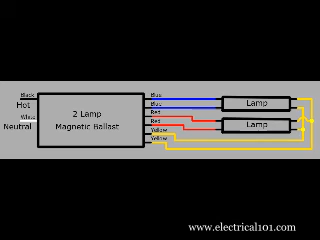 Black
Hot
White
Neutral
2 Lamp
Magnetic Ballast
Blue
Blue
Red
Red
Yellow
Yellow
Lamp
Lamp
www.electrical101.com